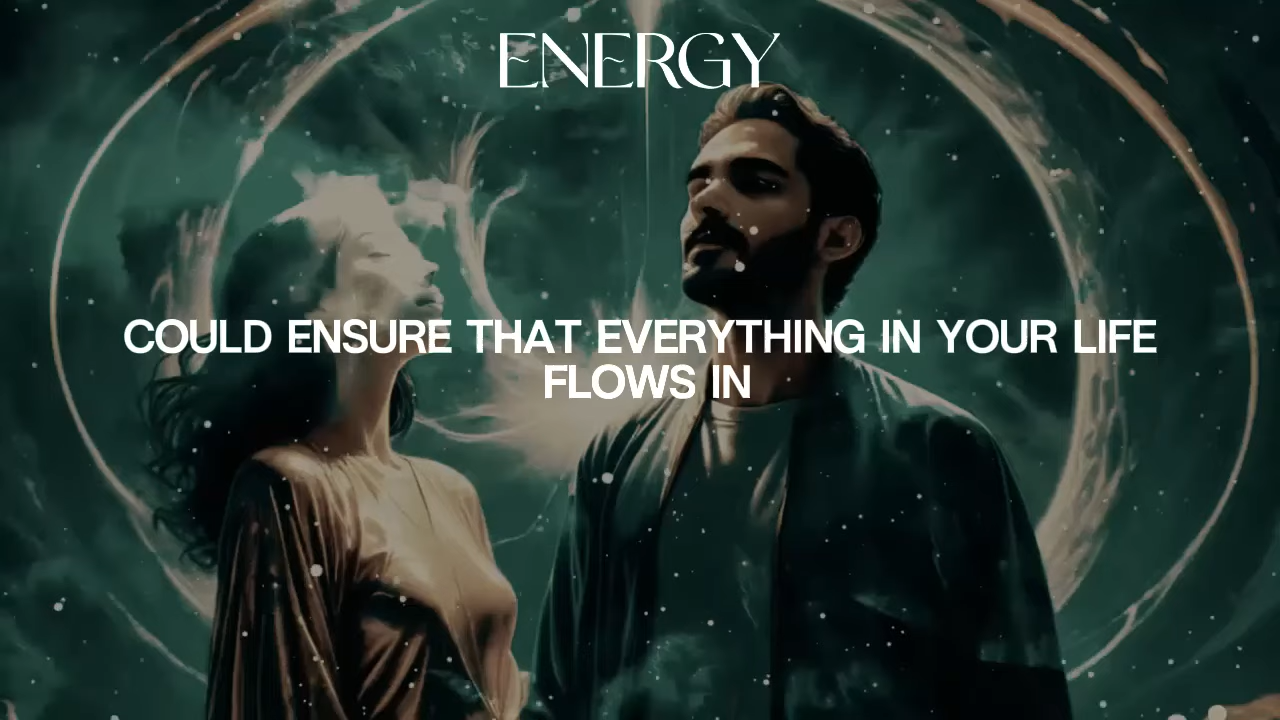 ENERGY
COULD ENSURE THAT EVERYTHING IN YOUR LIFE
FLOWS IN